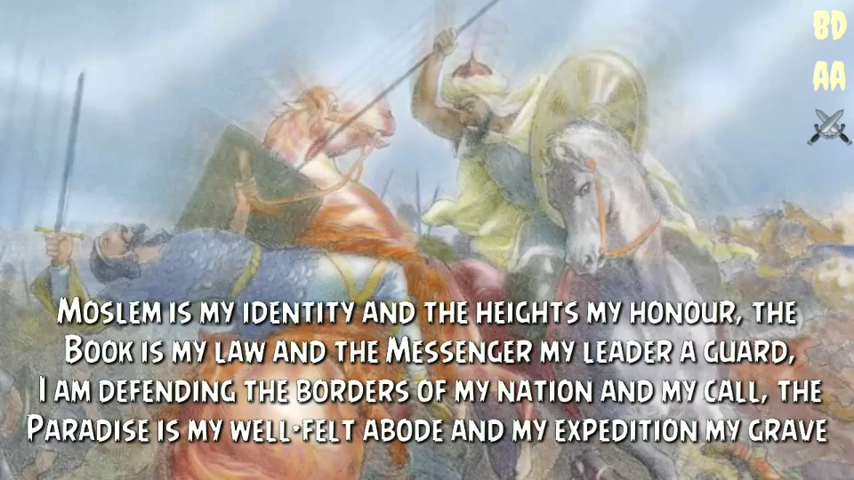 BD
AA
Moslem is my identity and the heights my honour, the
Book is my law and the Messenger my leader a guard,
I am defending the borders of my nation and my call, the
Paradise is my well-felt abode and my expedition my grave